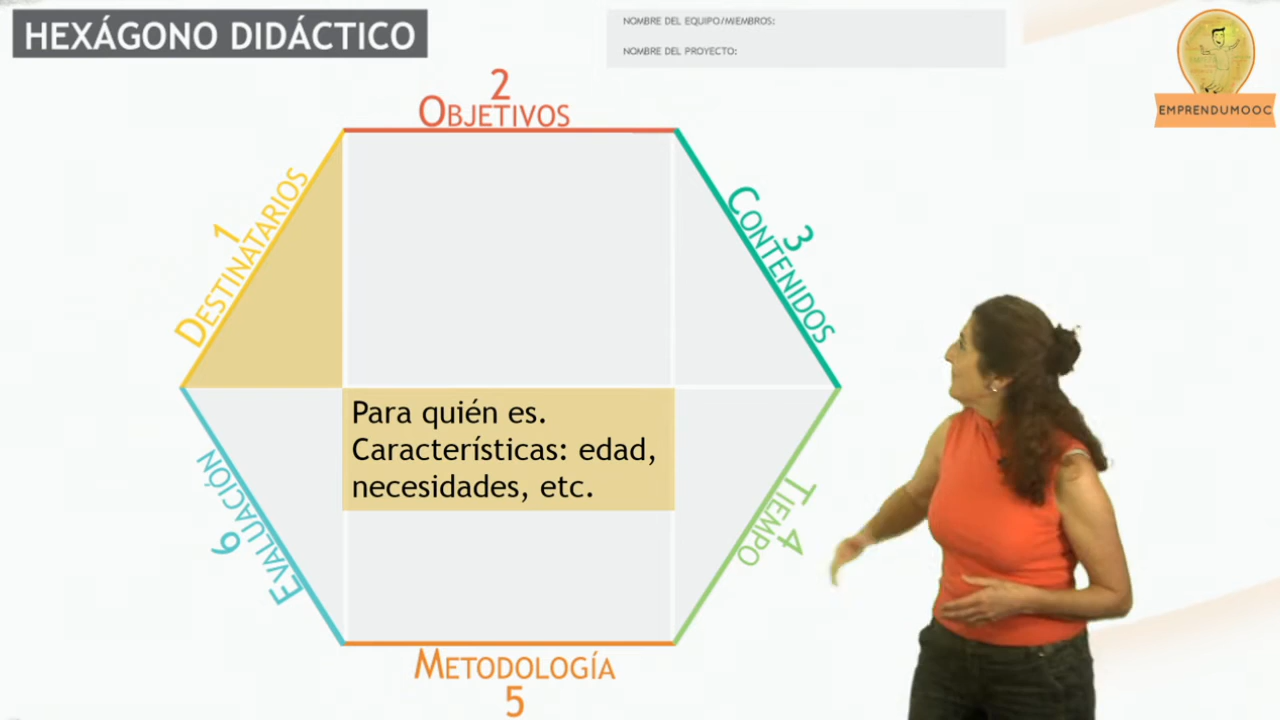 HEXÁGONO DIDÁCTICO
NOMBRE DEL EQUIPO/MIEMBROS:
NOMBRE DEL PROYECTO:
EMPRENDUMOOC
2
OBJETIVOS
1
DESTINATARIOS
3
CONTENIDOS
Para quién es.
Características: edad,
necesidades, etc.
6
EVALUACIÓN
TIEMPO
4
METODOLOGÍA
5